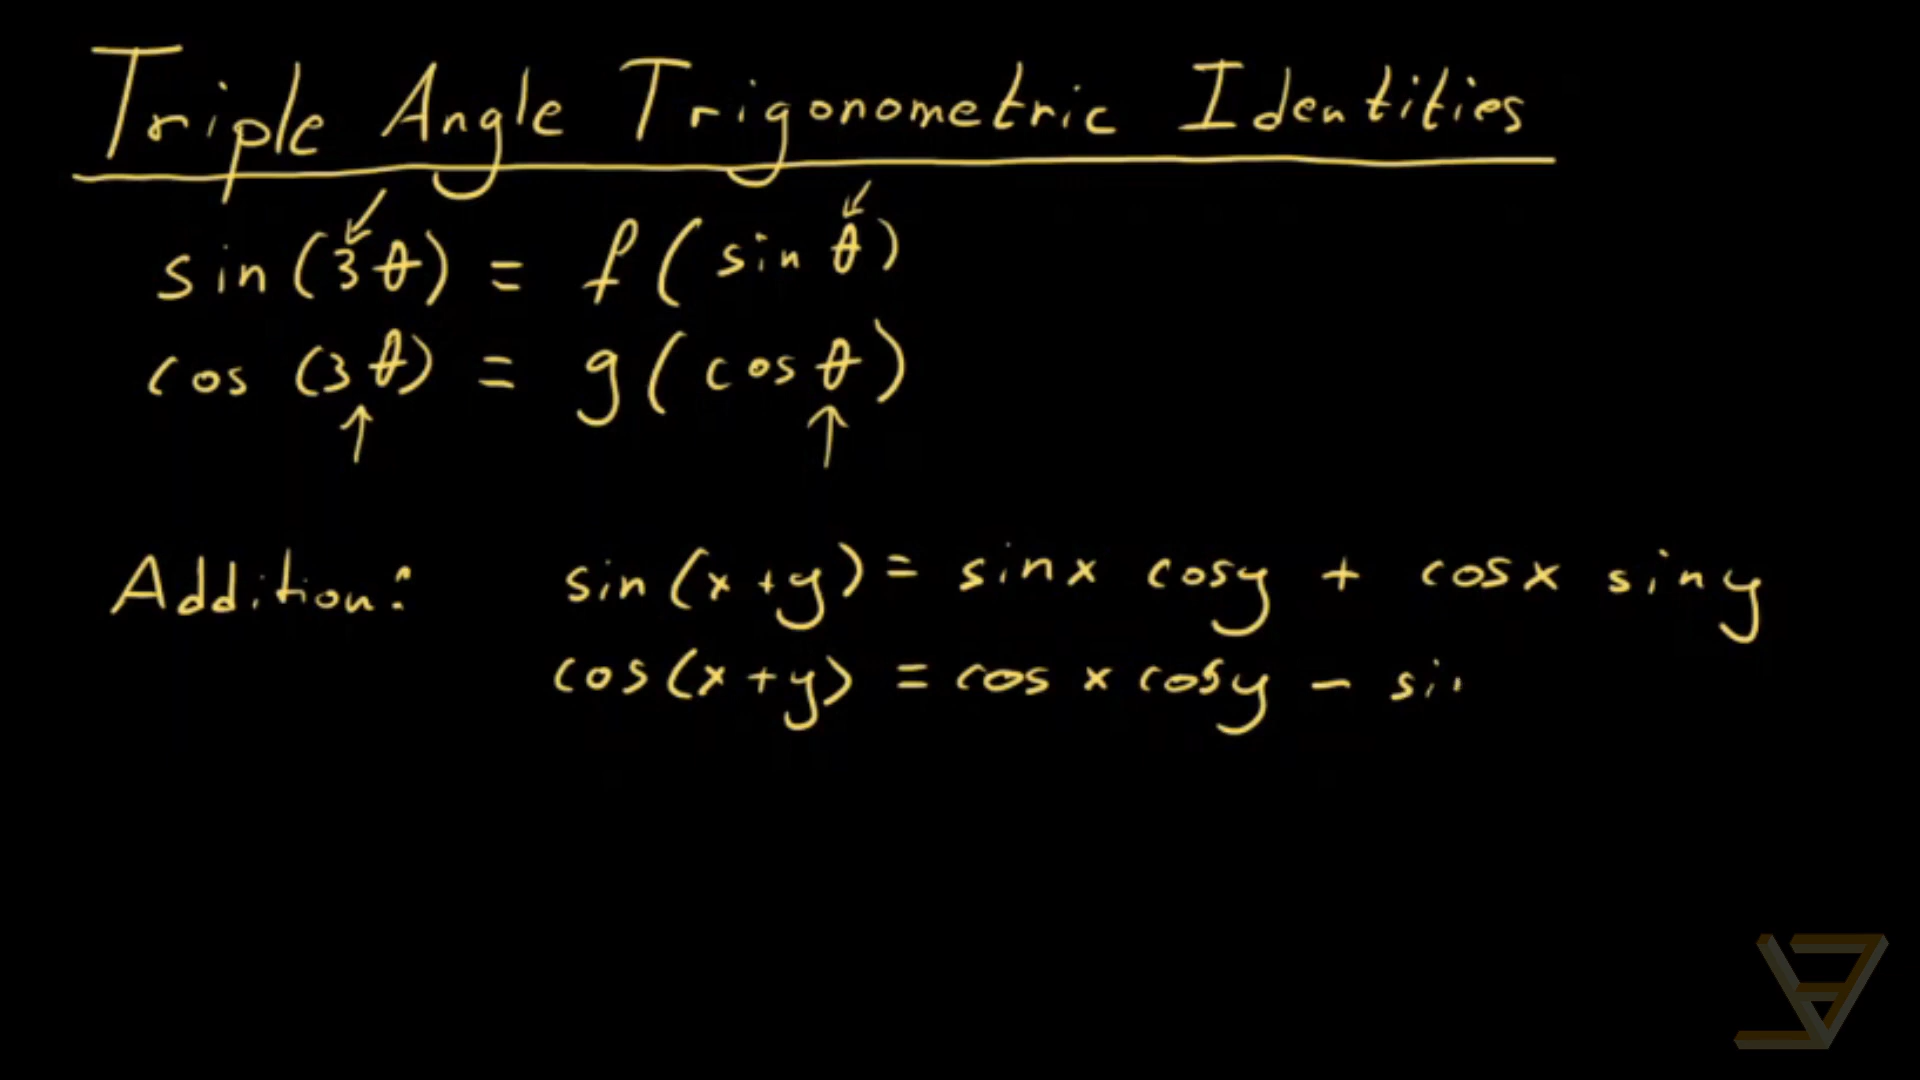 Triple Angle Trigonometric Identities
sin(3θ) = f(sin θ)
cos(3θ) = g(cos θ)
Addition: sin(x+y) = sinx cosy + cosx siny
cos(x+y) = cos x cosy − sin